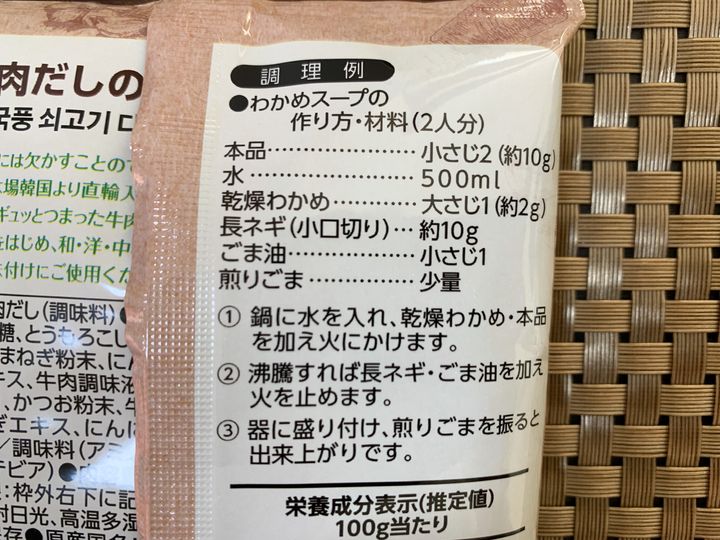 調理例
●わかめスープの
作り方・材料(2人分)
本品……………… 小さじ2(約10g)
水………………… 500ml
乾燥わかめ……… 大さじ1(約2g)
長ネギ(小口切り)… 約10g
ごま油…………… 小さじ1
煎りごま………… 少量
① 鍋に水を入れ、乾燥わかめ・本品
を加え火にかけます。
② 沸騰すれば長ネギ・ごま油を加え
火を止めます。
③ 器に盛り付け、煎りごまを振ると
出来上がりです。
栄養成分表示(推定値)
100g当たり
肉だしの
쇠고기
には欠かすことので
場韓国より直輸入
ギュッとつまった牛肉
をはじめ、和・洋・中
付けにご使用くだ
肉だし(調味料)●
糖、とうもろこし
まねぎ粉末、にん
キス、牛肉調味液
、かつお粉末、牛
ぎエキス、にんに
/調味料(ア
テビア)●
:枠外右下に記
射日光、高温多湿
存●原産国名